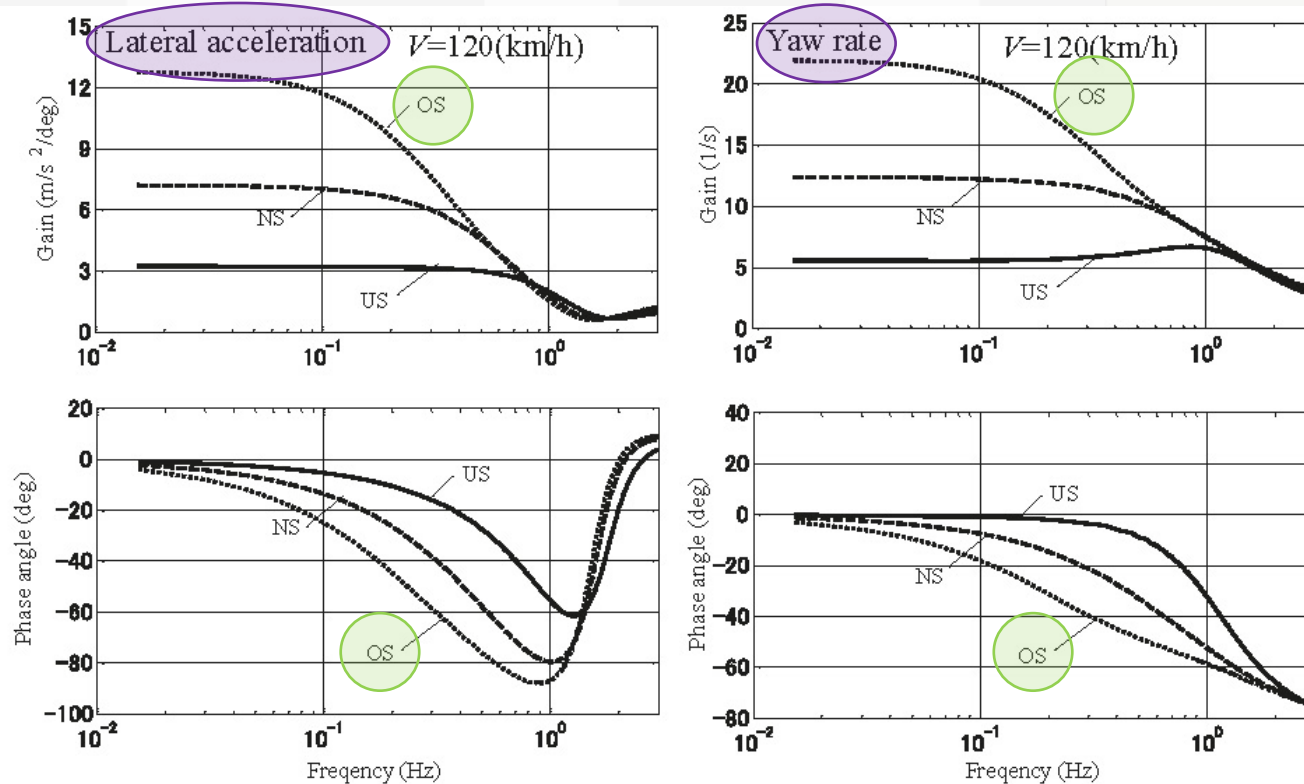 Lateral acceleration
V=120(km/h)
Gain (m/s²/deg)
15
12
9
6
3
0
OS
NS
US
10⁻²
10⁻¹
10⁰
Yaw rate
V=120(km/h)
Gain (1/s)
25
20
15
10
5
0
OS
NS
US
10⁻²
10⁻¹
10⁰
Phase angle (deg)
20
0
-20
-40
-60
-80
-100
US
NS
OS
10⁻²
10⁻¹
10⁰
Freqency (Hz)
Phase angle (deg)
40
20
0
-20
-40
-60
-80
US
NS
OS
10⁻²
10⁻¹
10⁰
Freqency (Hz)